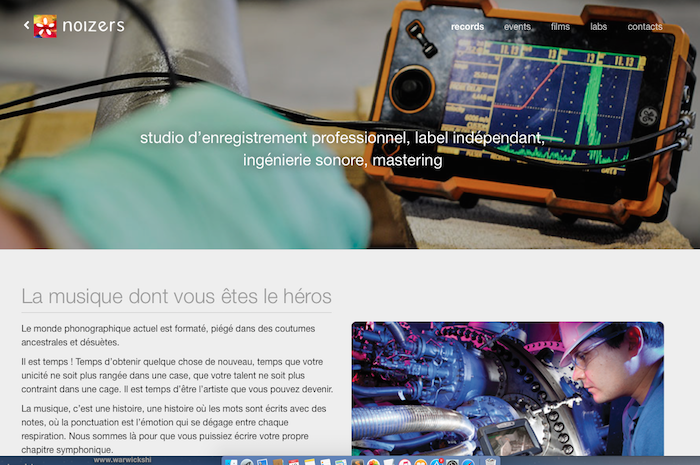 noizers
records events films labs contacts
studio d'enregistrement professionnel, label indépendant,
ingénierie sonore, mastering
La musique dont vous êtes le héros
Le monde phonographique actuel est formaté, piégé dans des coutumes
ancestrales et désuètes.
Il est temps ! Temps d'obtenir quelque chose de nouveau, temps que votre
unicité ne soit plus rangée dans une case, que votre talent ne soit plus
contraint dans une cage. Il est temps d'être l'artiste que vous pouvez devenir.
La musique, c'est une histoire, une histoire où les mots sont écrits avec des
notes, où la ponctuation est l'émotion qui se dégage entre chaque
respiration. Nous sommes là pour que vous puissiez écrire votre propre
chapitre symphonique.
www.warwickshi